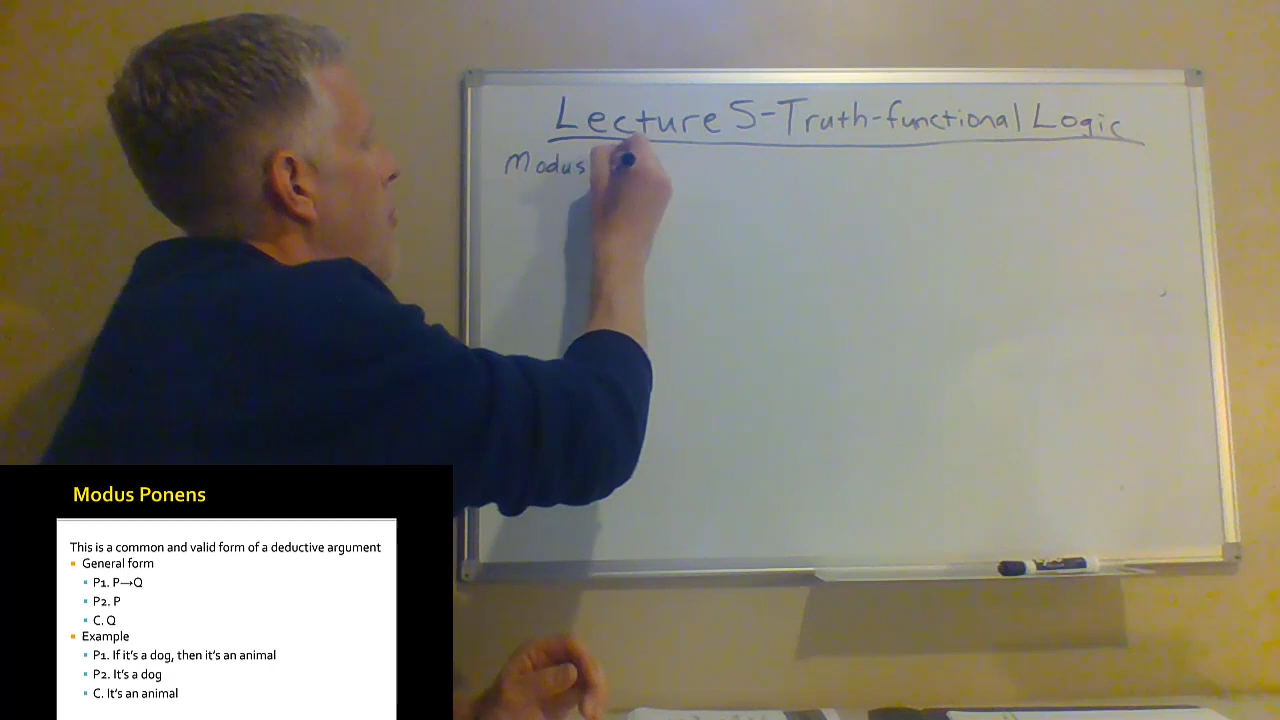 Lecture 5-Truth-functional Logic
Modus
Modus Ponens
This is a common and valid form of a deductive argument
General form
P1. P→Q
P2. P
C. Q
Example
P1. If it's a dog, then it's an animal
P2. It's a dog
C. It's an animal